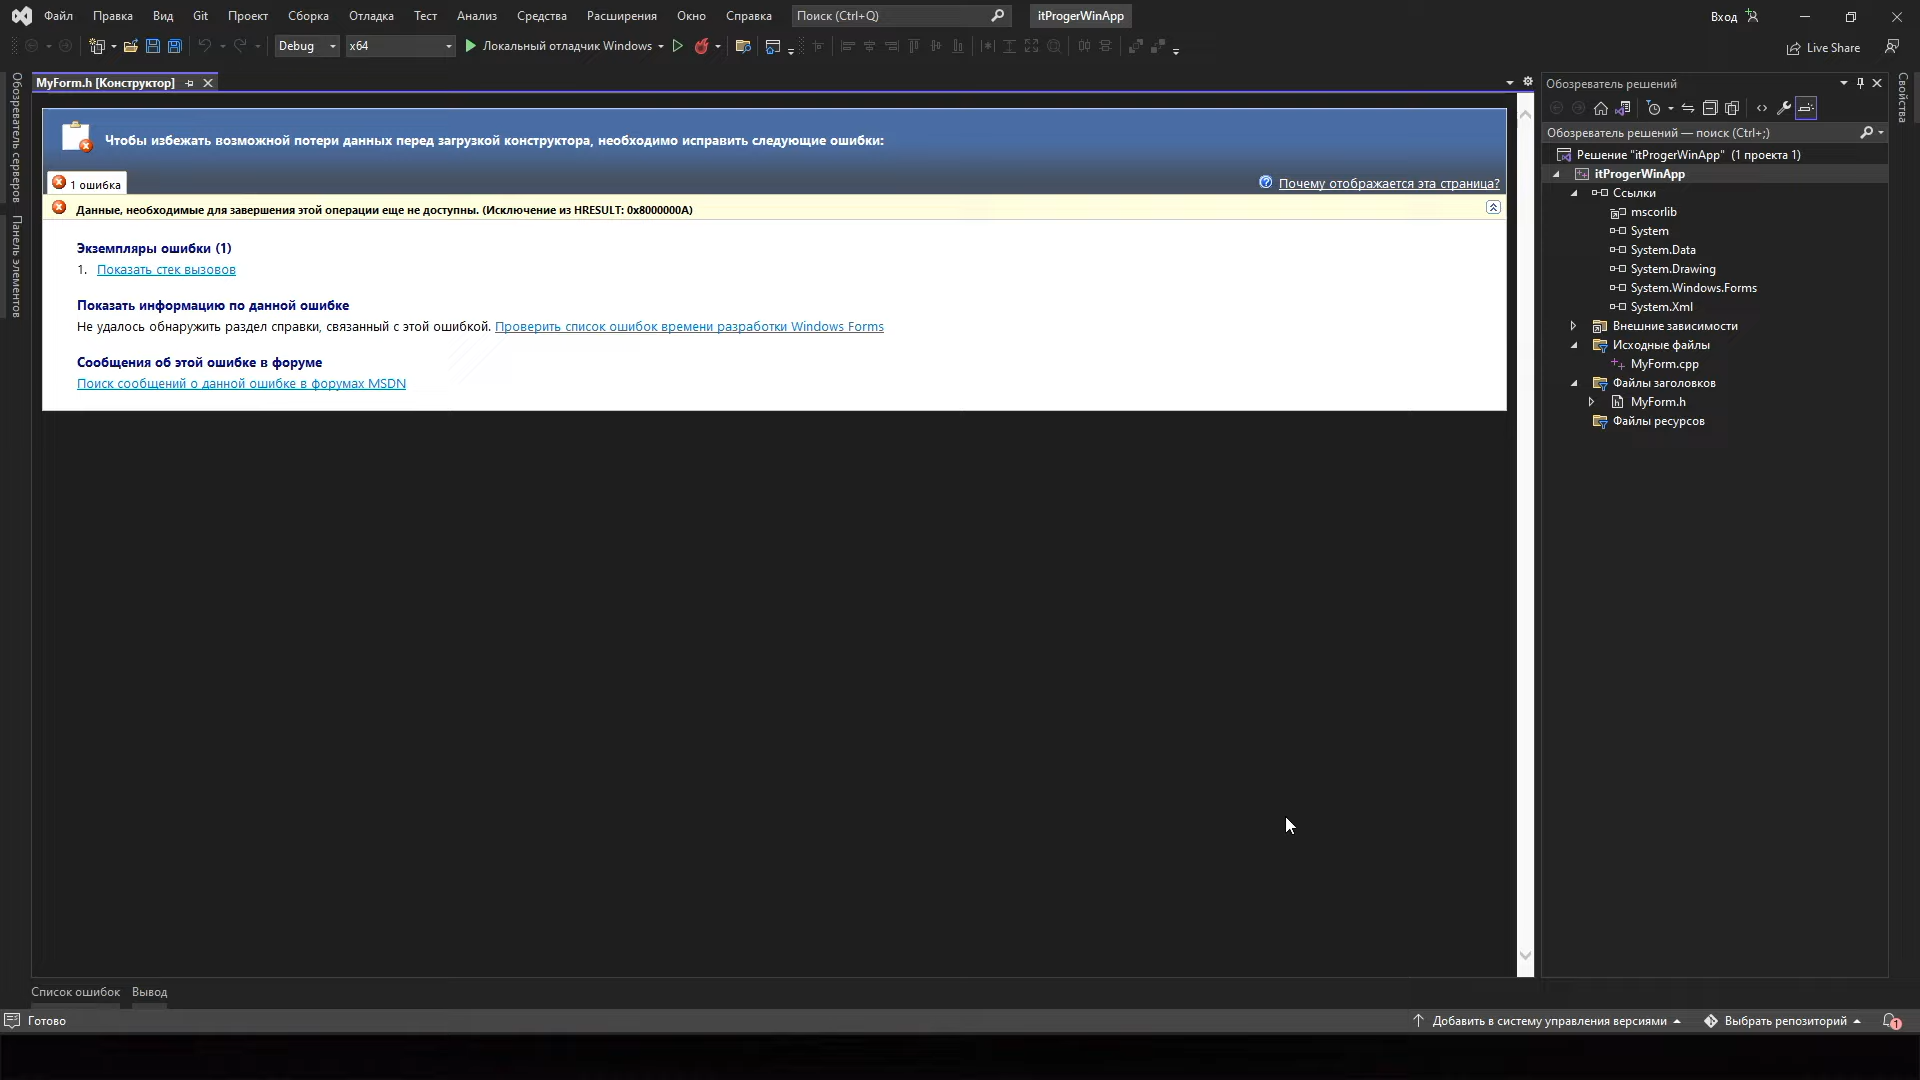 Файл Правка Вид Git Проект Сборка Отладка Тест Анализ Средства Расширения Окно Справка Поиск (Ctrl+Q) itProgerWinApp Вход
Debug x64 Локальный отладчик Windows Live Share
MyForm.h [Конструктор]
Обозреватель серверов
Панель элементов
Чтобы избежать возможной потери данных перед загрузкой конструктора, необходимо исправить следующие ошибки:
1 ошибка
Почему отображается эта страница?
Данные, необходимые для завершения этой операции еще не доступны. (Исключение из HRESULT: 0x8000000A)
Экземпляры ошибки (1)
1. Показать стек вызовов
Показать информацию по данной ошибке
Не удалось обнаружить раздел справки, связанный с этой ошибкой. Проверить список ошибок времени разработки Windows Forms
Сообщения об этой ошибке в форуме
Поиск сообщений о данной ошибке в форумах MSDN
Обозреватель решений
Обозреватель решений — поиск (Ctrl+;)
Решение "itProgerWinApp" (1 проекта 1)
itProgerWinApp
Ссылки
mscorlib
System
System.Data
System.Drawing
System.Windows.Forms
System.Xml
Внешние зависимости
Исходные файлы
MyForm.cpp
Файлы заголовков
MyForm.h
Файлы ресурсов
Свойства
Список ошибок Вывод
Готово Добавить в систему управления версиями Выбрать репозиторий 1